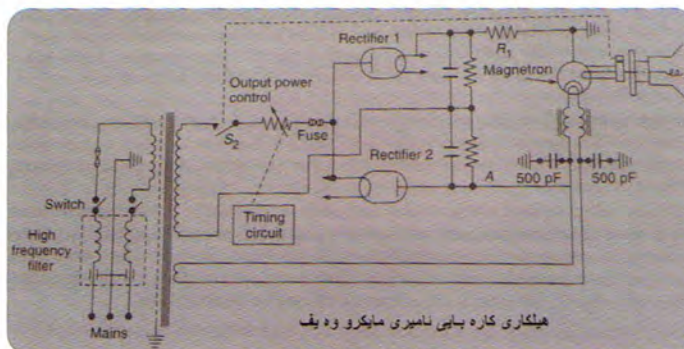 Rectifier 1
R1
Magnetron
Output power
control
S2
Fuse
Rectifier 2
A
500 pF
500 pF
Switch
Timing
circuit
High
frequency
filter
Mains
هیلکاری کاره بایی نامیری مایکرو وه یف